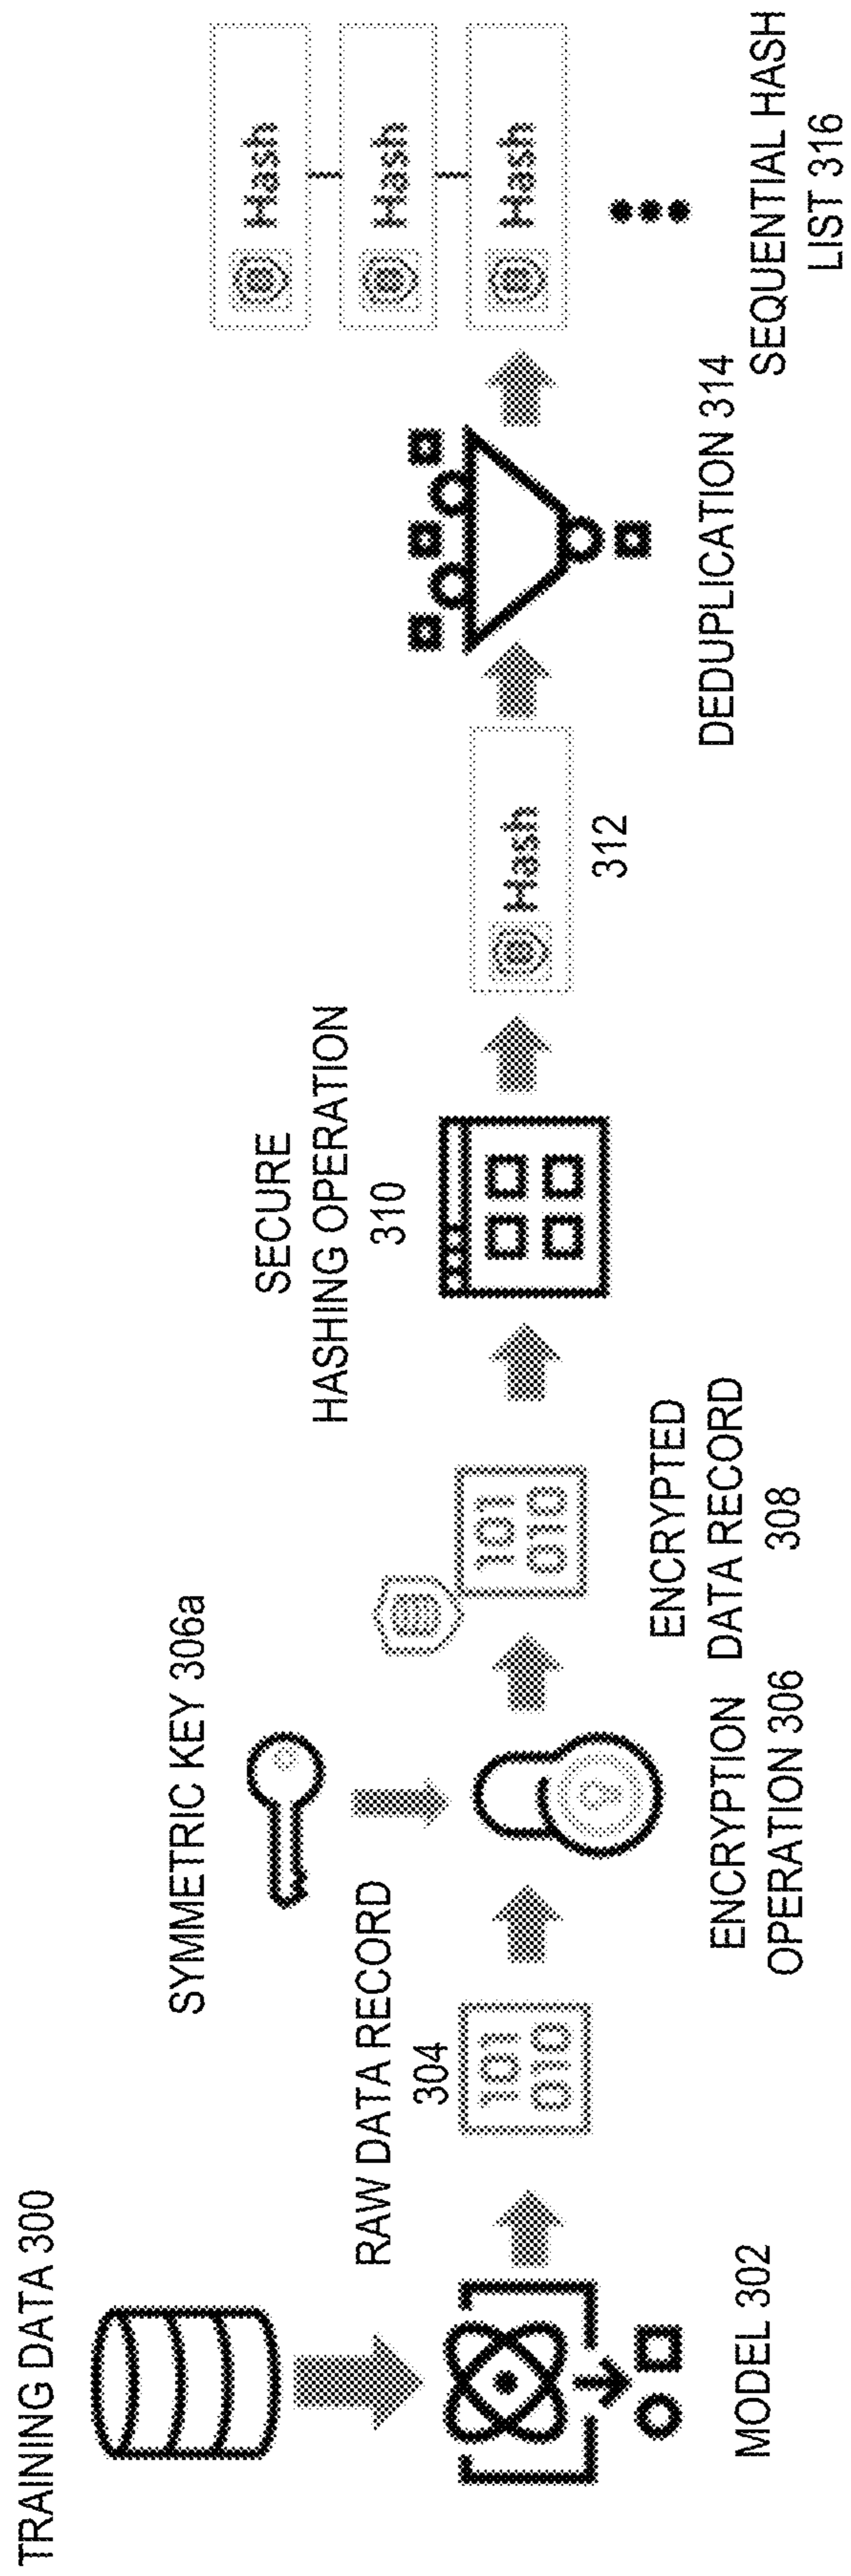 TRAINING DATA 300
MODEL 302
RAW DATA RECORD
304
101
010
SYMMETRIC KEY 306a
ENCRYPTION
OPERATION 306
101
010
ENCRYPTED
DATA RECORD
308
SECURE
HASHING OPERATION
310
Hash
312
DEDUPLICATION 314
Hash
Hash
Hash
SEQUENTIAL HASH
LIST 316